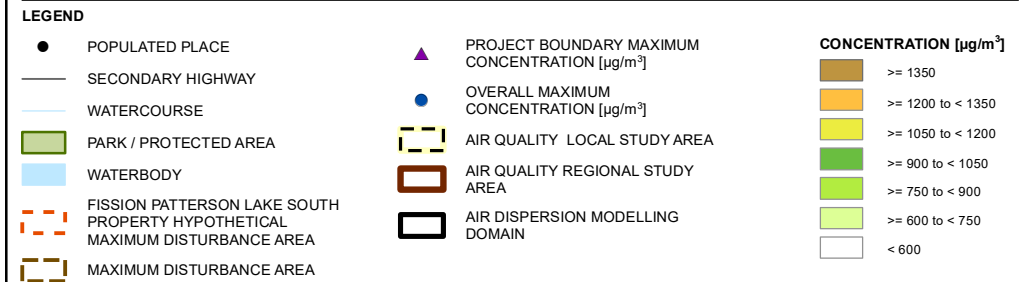 LEGEND
POPULATED PLACE
SECONDARY HIGHWAY
WATERCOURSE
PARK / PROTECTED AREA
WATERBODY
FISSION PATTERSON LAKE SOUTH
PROPERTY HYPOTHETICAL
MAXIMUM DISTURBANCE AREA
MAXIMUM DISTURBANCE AREA
PROJECT BOUNDARY MAXIMUM
CONCENTRATION [µg/m³]
OVERALL MAXIMUM
CONCENTRATION [µg/m³]
AIR QUALITY LOCAL STUDY AREA
AIR QUALITY REGIONAL STUDY
AREA
AIR DISPERSION MODELLING
DOMAIN
CONCENTRATION [µg/m³]
>= 1350
>= 1200 to < 1350
>= 1050 to < 1200
>= 900 to < 1050
>= 750 to < 900
>= 600 to < 750
< 600